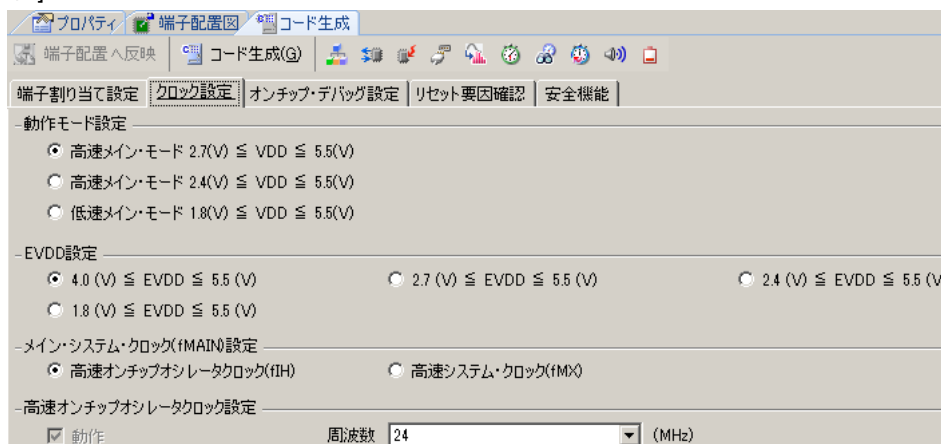 プロパティ 端子配置図 コード生成
端子配置へ反映 コード生成(G)
端子割り当て設定 クロック設定 オンチップ・デバッグ設定 リセット要因確認 安全機能
動作モード設定
高速メイン・モード 2.7(V) ≦ VDD ≦ 5.5(V)
高速メイン・モード 2.4(V) ≦ VDD ≦ 5.5(V)
低速メイン・モード 1.8(V) ≦ VDD ≦ 5.5(V)
EVDD設定
4.0 (V) ≦ EVDD ≦ 5.5 (V) 2.7 (V) ≦ EVDD ≦ 5.5 (V) 2.4 (V) ≦ EVDD ≦ 5.5 (V
1.8 (V) ≦ EVDD ≦ 5.5 (V)
メイン・システム・クロック(fMAIN)設定
高速オンチップオシレータクロック(fIH) 高速システム・クロック(fMX)
高速オンチップオシレータクロック設定
動作 周波数 24 (MHz)